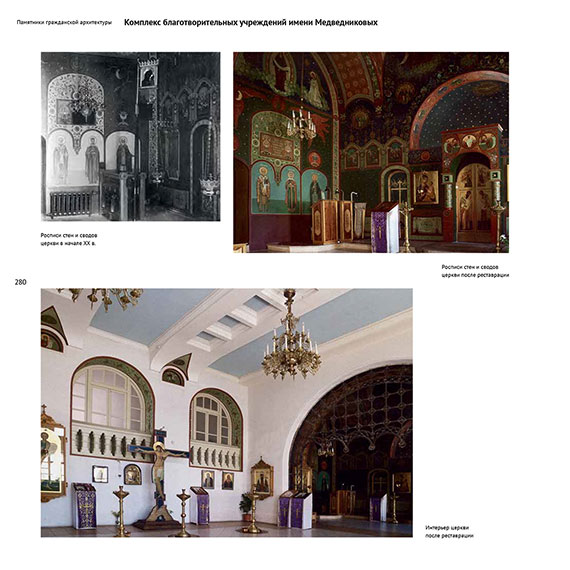 Памятники гражданской архитектуры Комплекс благотворительных учреждений имени Медведниковых
Росписи стен и сводов
церкви в начале XX в.
Росписи стен и сводов
церкви после реставрации
280
Интерьер церкви
после реставрации